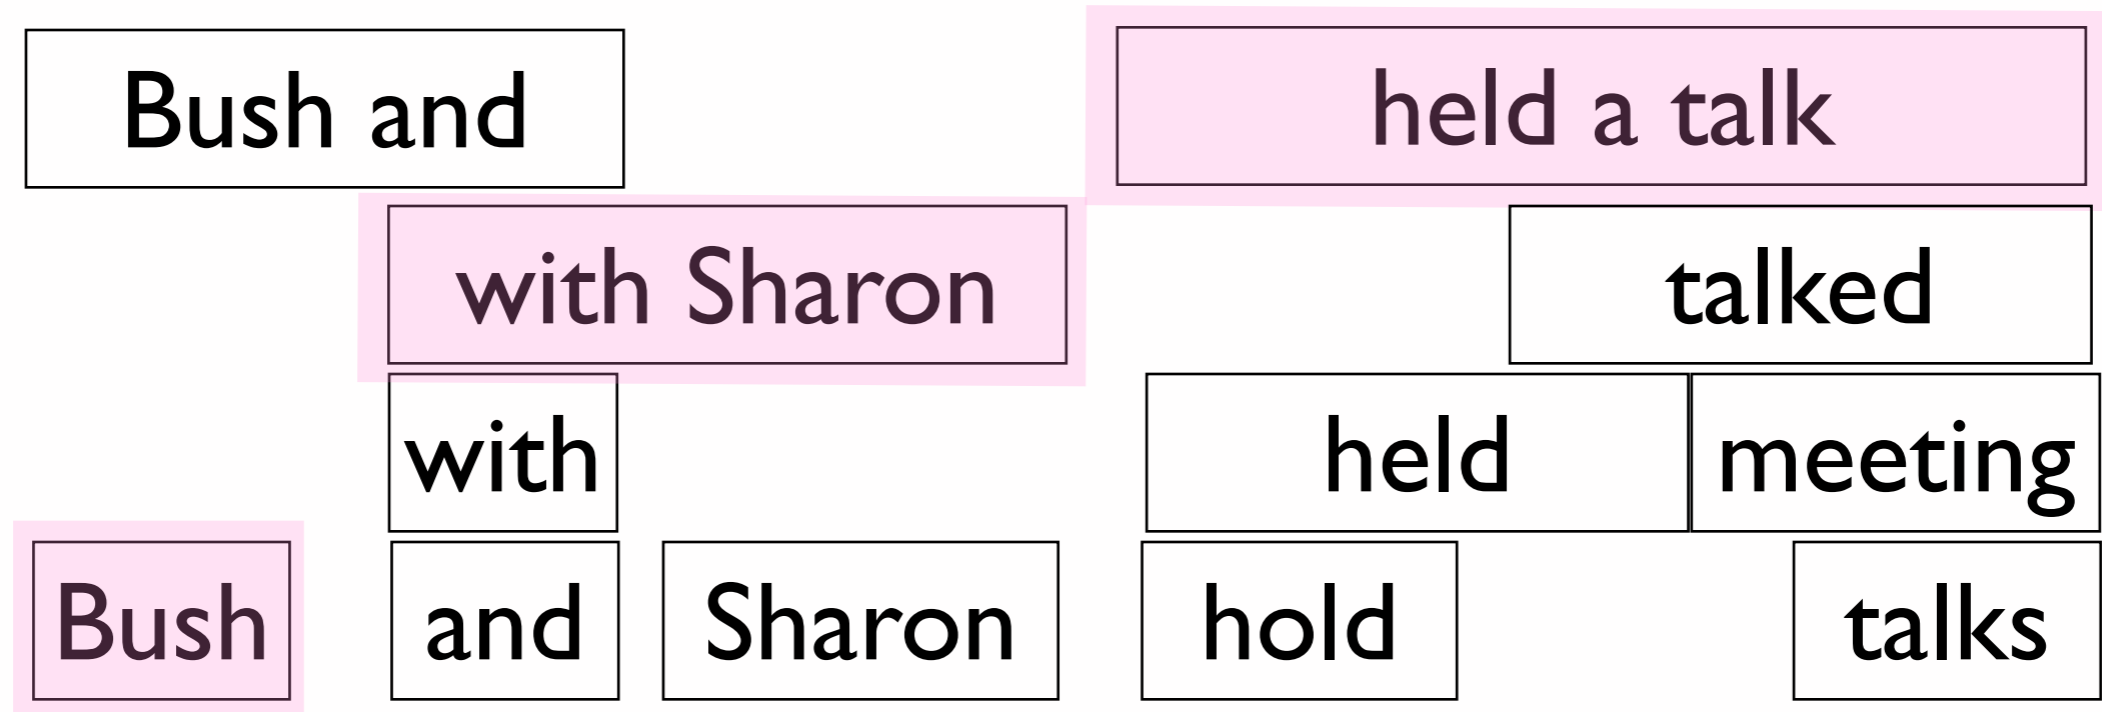 Bush and held a talk
with Sharon talked
with held meeting
Bush and Sharon hold talks